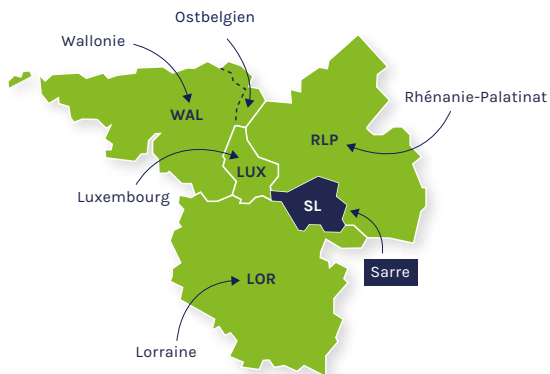 Ostbelgien
Wallonie
Rhénanie-Palatinat
WAL
RLP
LUX
Luxembourg
SL
Sarre
LOR
Lorraine